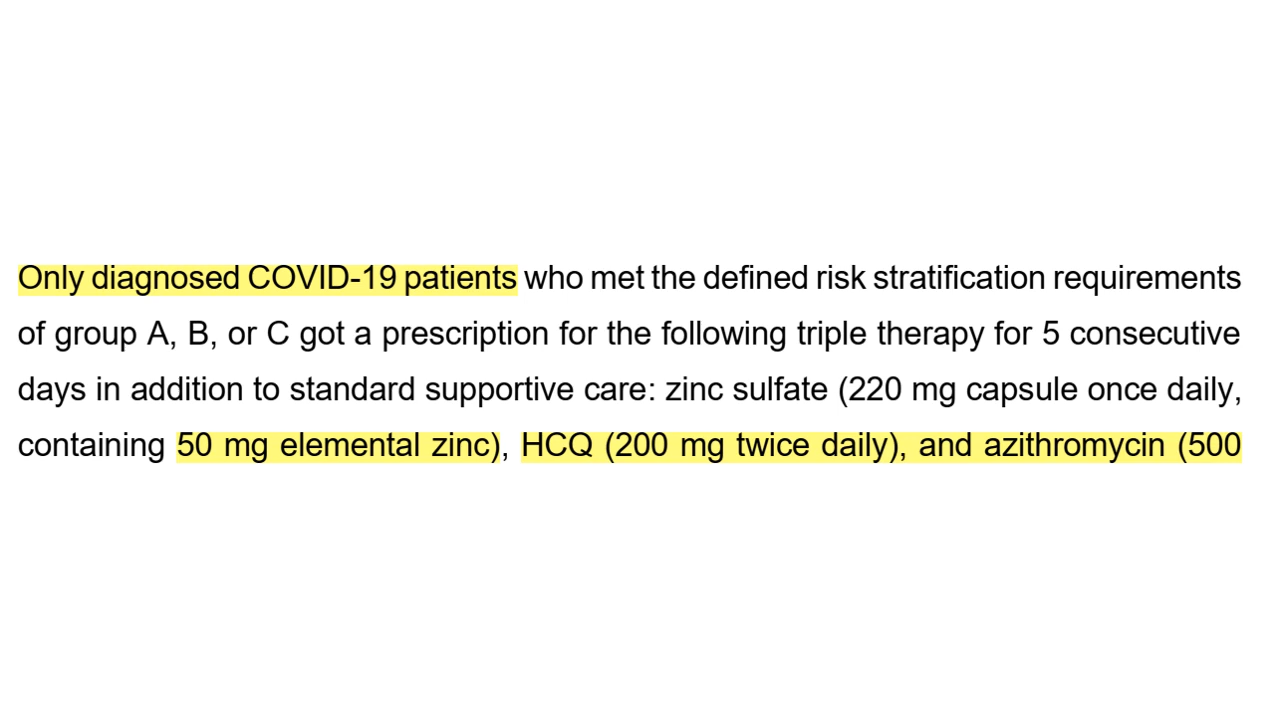 Only diagnosed COVID-19 patients who met the defined risk stratification requirements
of group A, B, or C got a prescription for the following triple therapy for 5 consecutive
days in addition to standard supportive care: zinc sulfate (220 mg capsule once daily,
containing 50 mg elemental zinc), HCQ (200 mg twice daily), and azithromycin (500